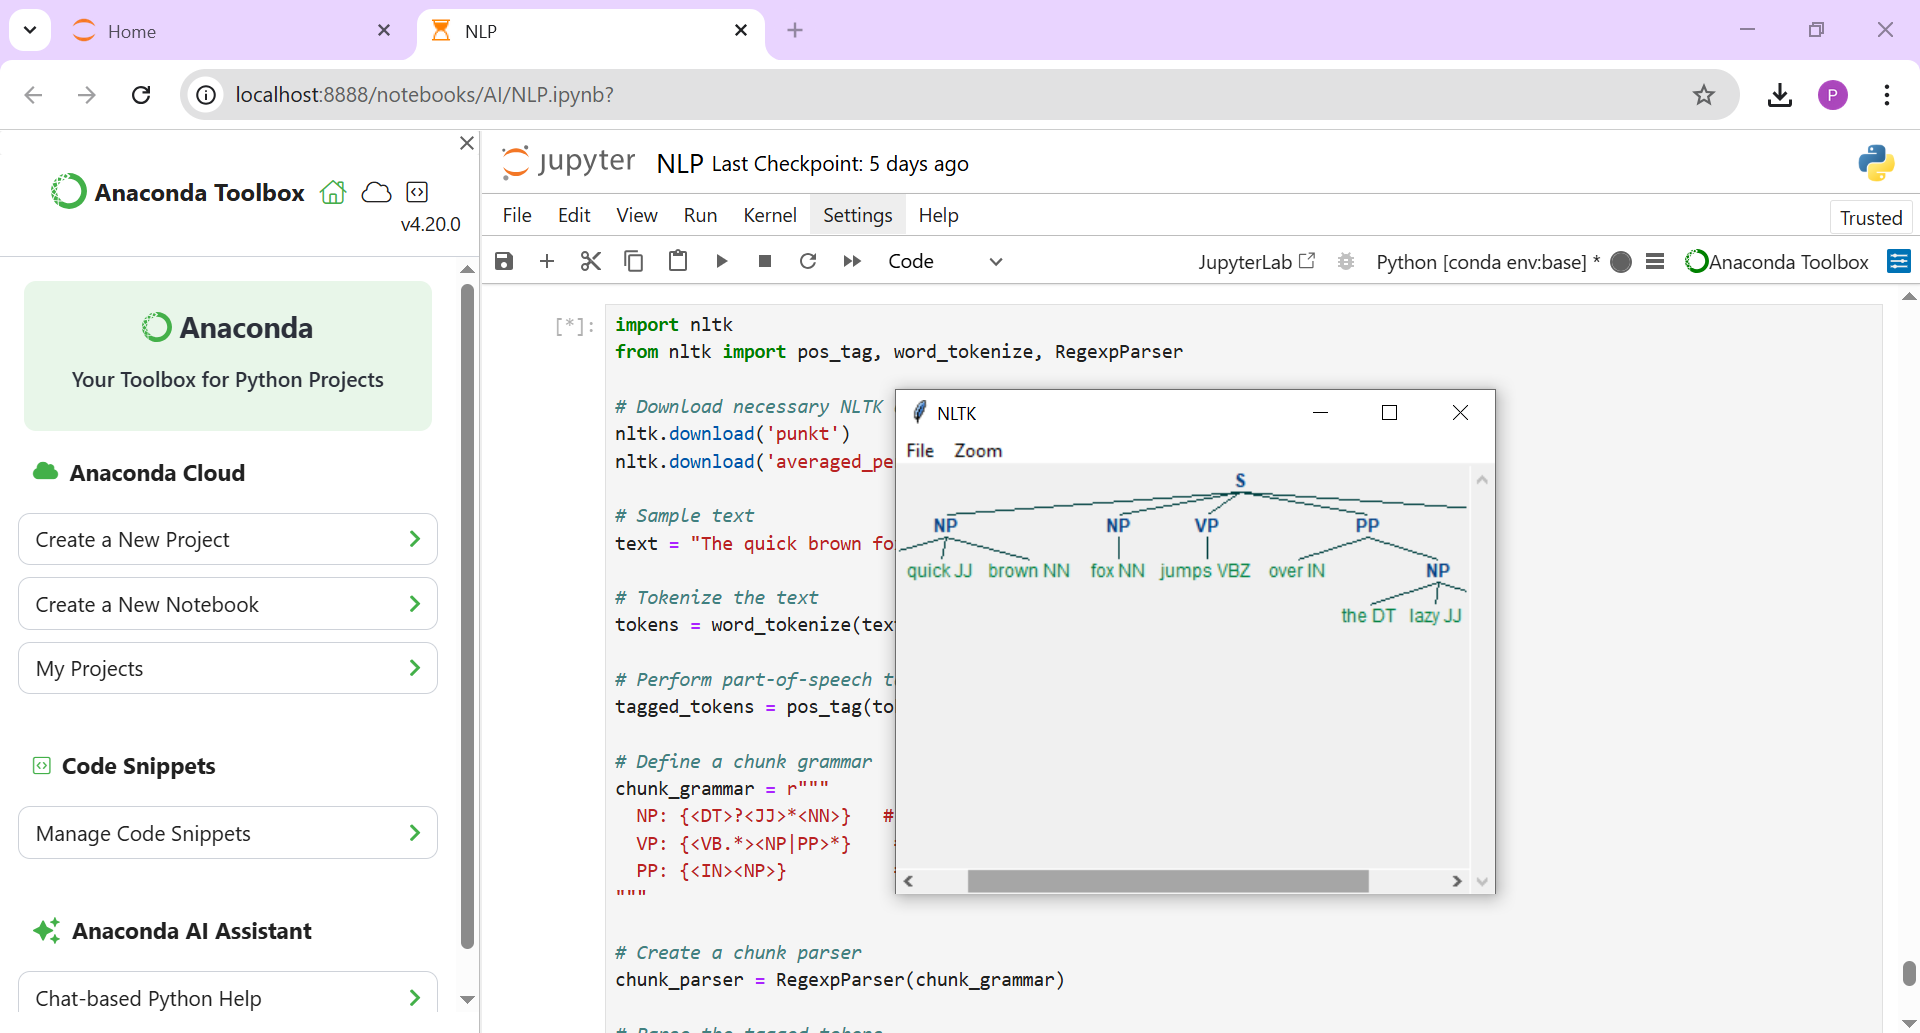 Home
NLP
localhost:8888/notebooks/AI/NLP.ipynb?
P
Anaconda Toolbox
v4.20.0
Anaconda
Your Toolbox for Python Projects
Anaconda Cloud
Create a New Project
Create a New Notebook
My Projects
Code Snippets
Manage Code Snippets
Anaconda AI Assistant
Chat-based Python Help
jupyter NLP Last Checkpoint: 5 days ago
File Edit View Run Kernel Settings Help
Trusted
Code
JupyterLab
Python [conda env:base] *
Anaconda Toolbox
[*]:
import nltk
from nltk import pos_tag, word_tokenize, RegexpParser
# Download necessary NLTK
nltk.download('punkt')
nltk.download('averaged_pe
# Sample text
text = "The quick brown fo
# Tokenize the text
tokens = word_tokenize(tex
# Perform part-of-speech t
tagged_tokens = pos_tag(to
# Define a chunk grammar
chunk_grammar = r"""
NP: {<DT>?<JJ>*<NN>} #
VP: {<VB.*><NP|PP>*}
PP: {<IN><NP>}
"""
# Create a chunk parser
chunk_parser = RegexpParser(chunk_grammar)
# Parse the tagged tokens
NLTK
File Zoom
S
NP NP VP PP
quick JJ brown NN fox NN jumps VBZ over IN NP
the DT lazy JJ